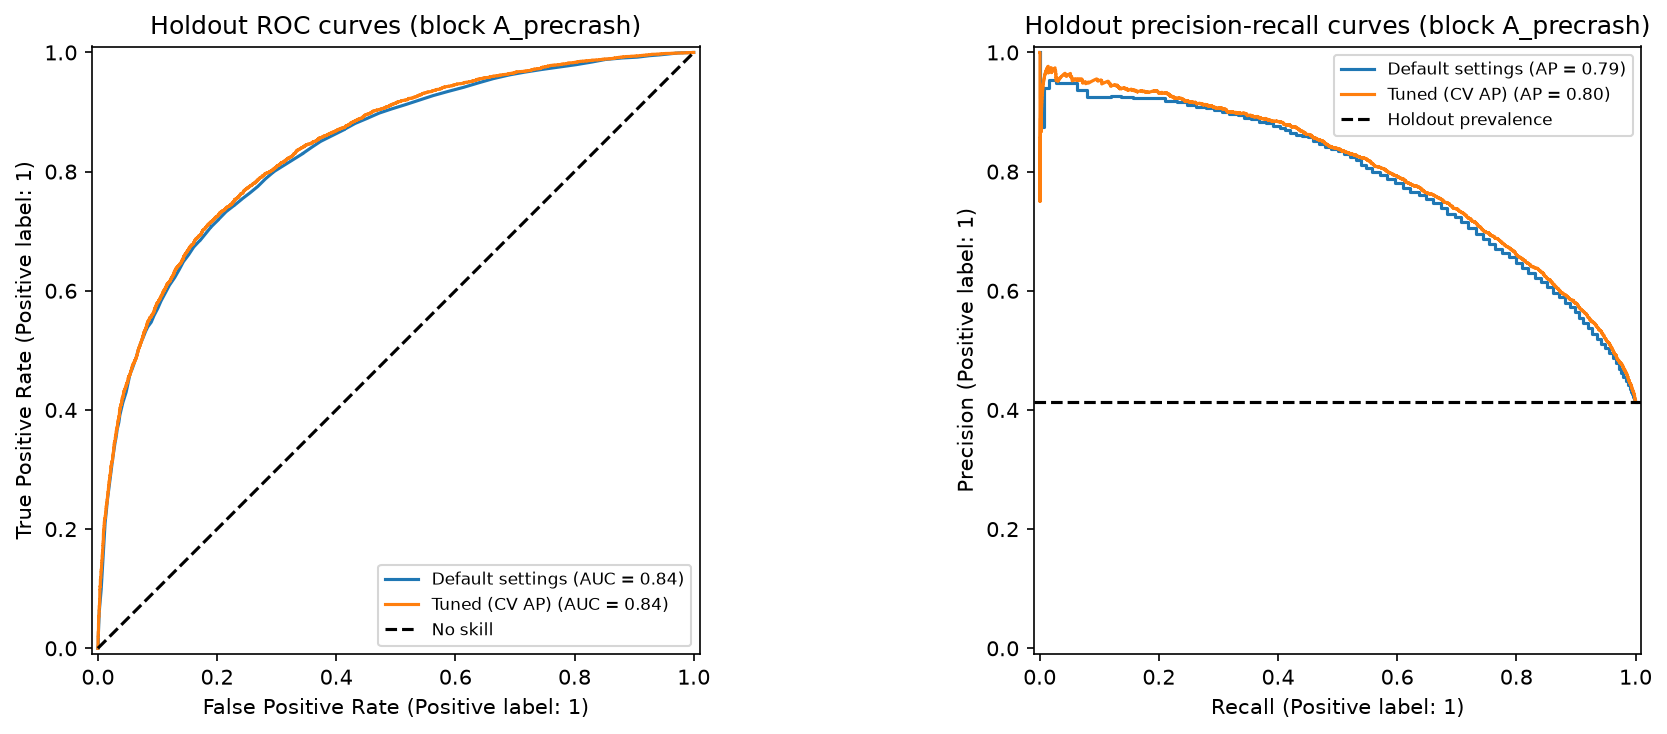 Holdout ROC curves (block A_precrash)
True Positive Rate (Positive label: 1)
1.0
0.8
0.6
0.4
0.2
0.0
Default settings (AUC = 0.84)
Tuned (CV AP) (AUC = 0.84)
No skill
0.0 0.2 0.4 0.6 0.8 1.0
False Positive Rate (Positive label: 1)
Holdout precision-recall curves (block A_precrash)
Precision (Positive label: 1)
1.0
0.8
0.6
0.4
0.2
0.0
Default settings (AP = 0.79)
Tuned (CV AP) (AP = 0.80)
Holdout prevalence
0.0 0.2 0.4 0.6 0.8 1.0
Recall (Positive label: 1)